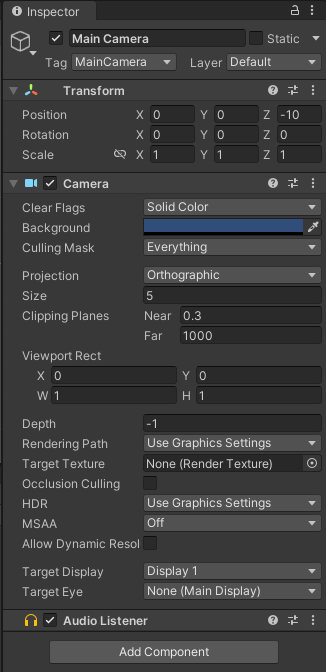 Inspector
Main Camera Static
Tag MainCamera Layer Default
Transform
Position X 0 Y 0 Z -10
Rotation X 0 Y 0 Z 0
Scale X 1 Y 1 Z 1
Camera
Clear Flags Solid Color
Background
Culling Mask Everything
Projection Orthographic
Size 5
Clipping Planes Near 0.3
Far 1000
Viewport Rect
X 0 Y 0
W 1 H 1
Depth -1
Rendering Path Use Graphics Settings
Target Texture None (Render Texture)
Occlusion Culling
HDR Use Graphics Settings
MSAA Off
Allow Dynamic Resol
Target Display Display 1
Target Eye None (Main Display)
Audio Listener
Add Component